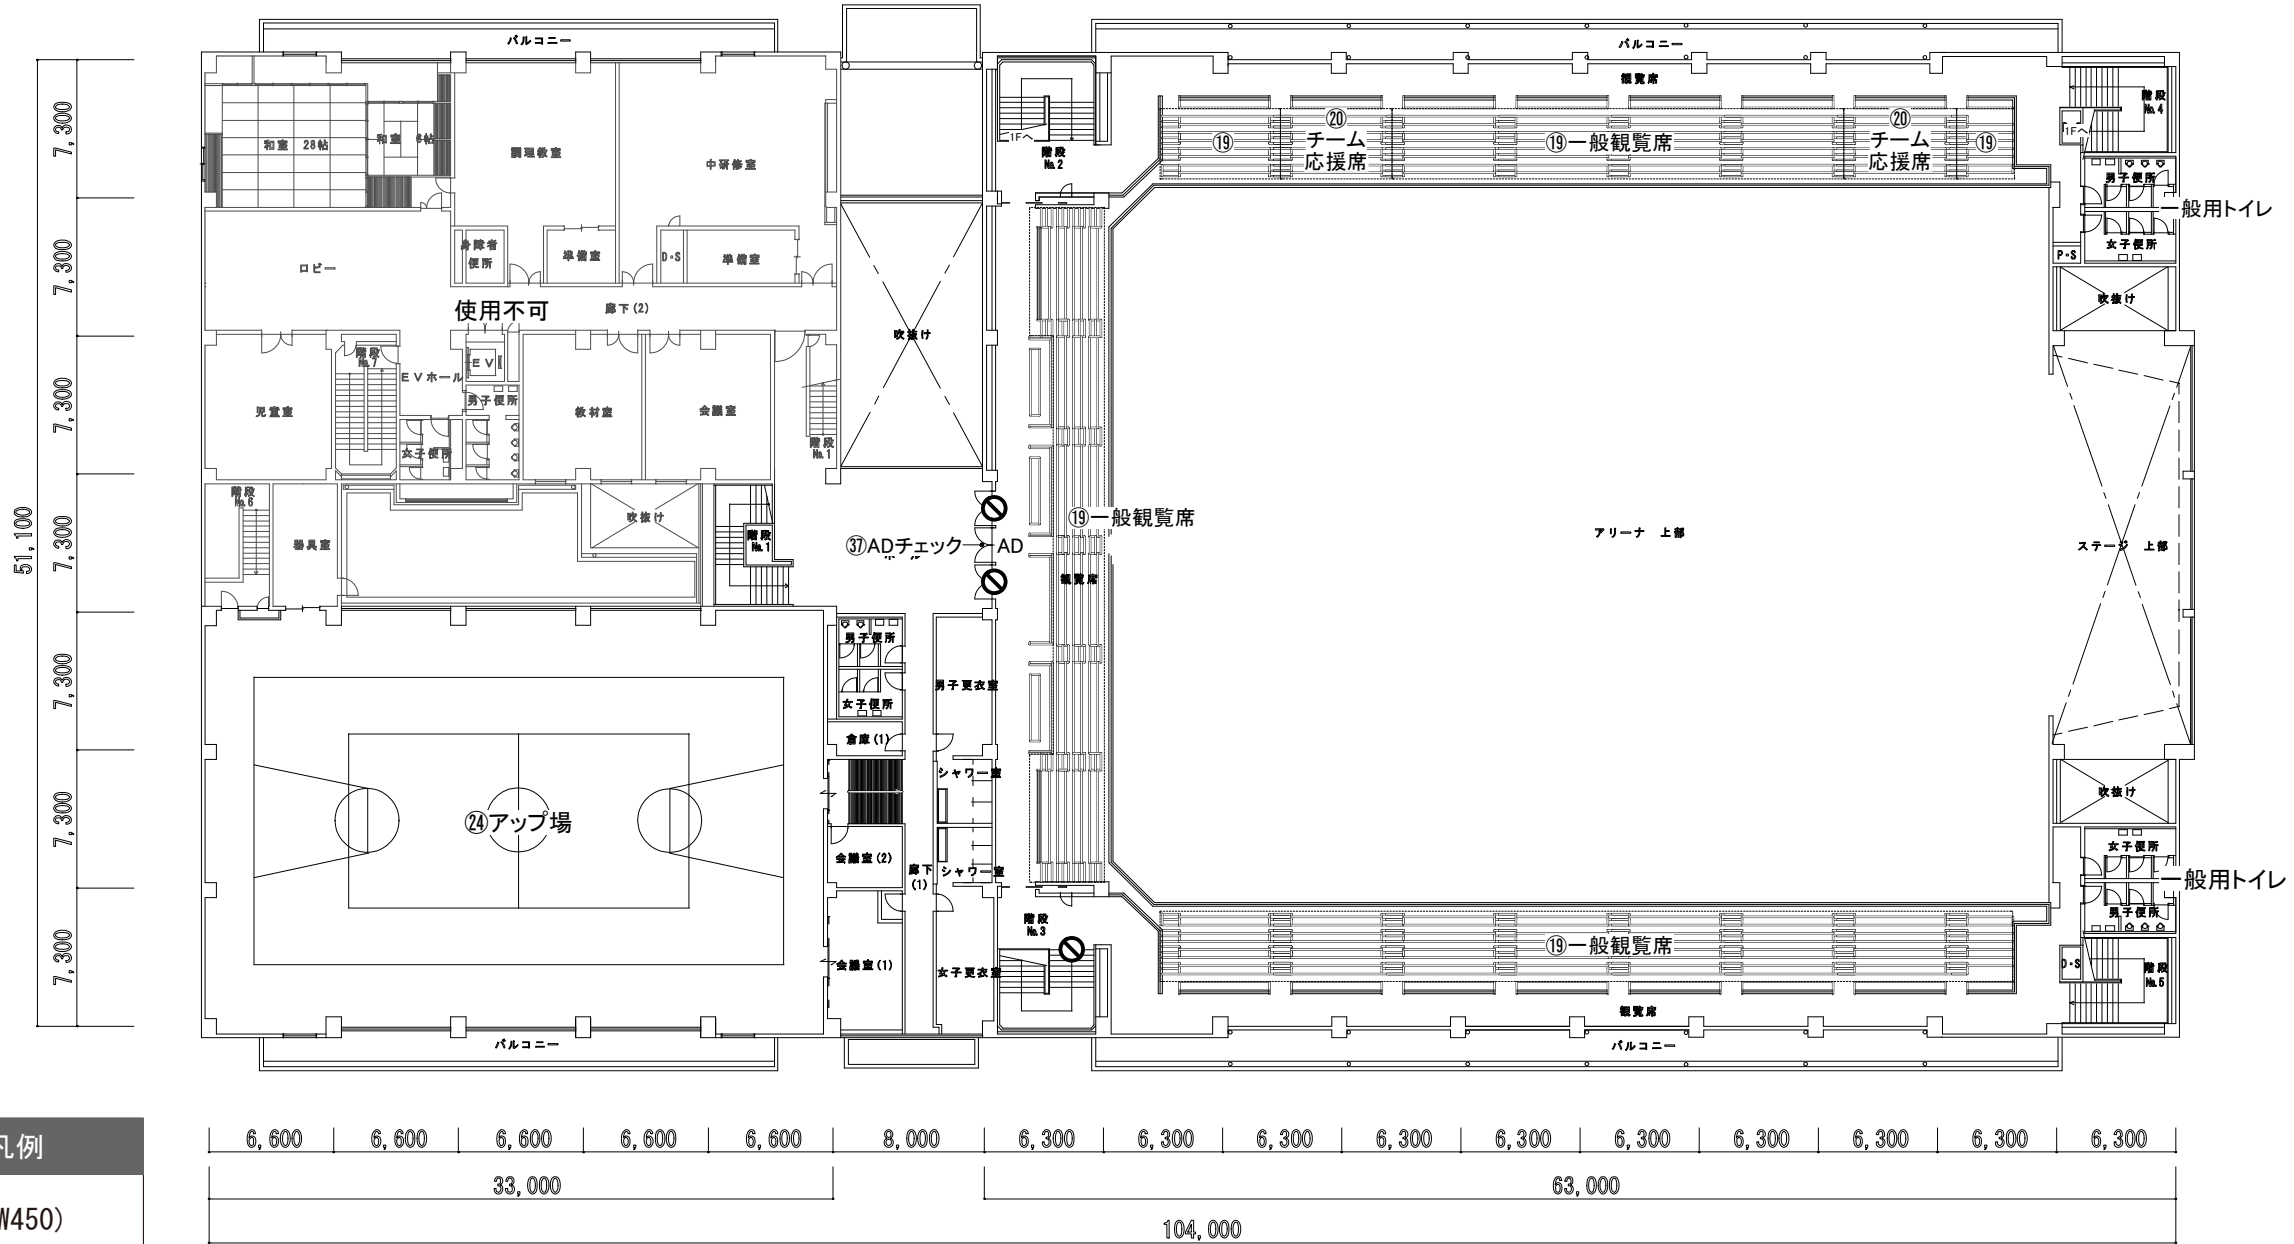 バルコニー
バルコニー
観覧席
和室 28帖
和室 6帖
調理教室
中研修室
1Fへ
階段
No.2
⑲
⑳
チーム
応援席
⑲一般観覧席
⑳
チーム
応援席
⑲
階段
No.4
1Fへ
男子便所
一般用トイレ
女子便所
P・S
吹抜け
ロビー
身障者
便所
準備室
D・S
準備室
使用不可
廊下(2)
吹抜け
階段
No.7
EV
EVホール
男子便所
女子便所
児童室
教材室
会議室
階段
No.1
階段
No.6
器具室
吹抜け
階段
No.1
㊲ADチェック
AD
⑲一般観覧席
観覧席
アリーナ 上部
ステージ 上部
男子便所
女子便所
男子更衣室
倉庫(1)
シャワー室
㉔アップ場
会議室(2)
廊下
(1)
シャワー室
会議室(1)
女子更衣室
階段
No.3
⑲一般観覧席
観覧席
吹抜け
女子便所
一般用トイレ
男子便所
D・S
階段
No.5
バルコニー
バルコニー
7,300
7,300
7,300
7,300
7,300
7,300
7,300
51,100
6,600
6,600
6,600
6,600
6,600
8,000
6,300
6,300
6,300
6,300
6,300
6,300
6,300
6,300
6,300
6,300
33,000
63,000
104,000
凡例
W450)